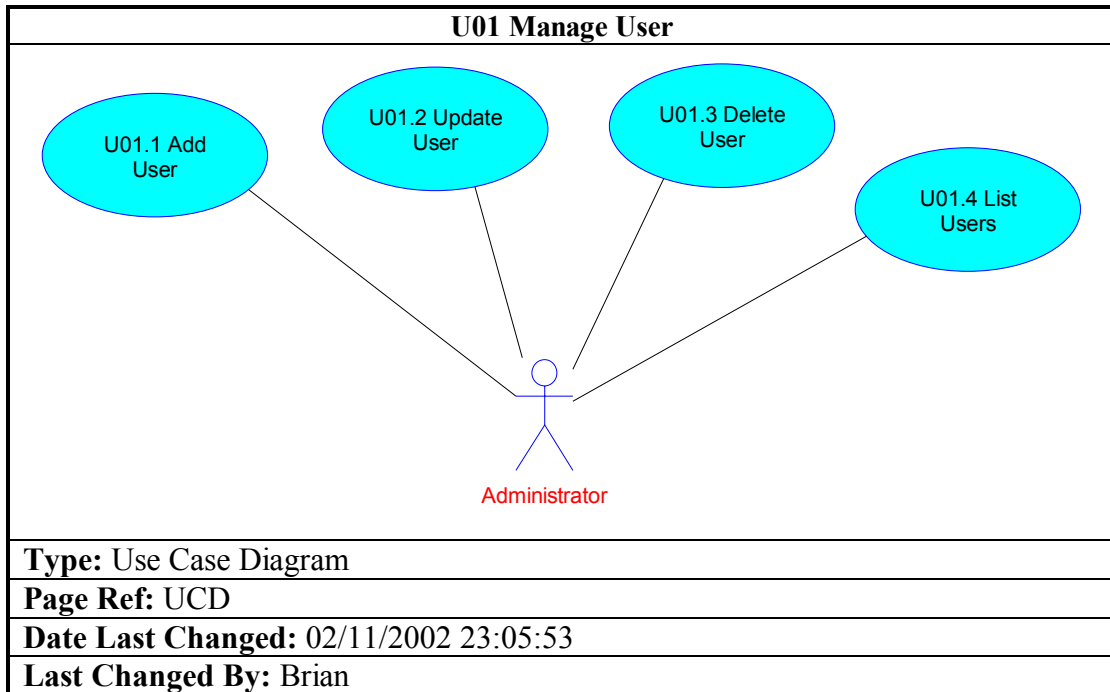 U01 Manage User
U01.1 Add
User
U01.2 Update
User
U01.3 Delete
User
U01.4 List
Users
Administrator
Type: Use Case Diagram
Page Ref: UCD
Date Last Changed: 02/11/2002 23:05:53
Last Changed By: Brian